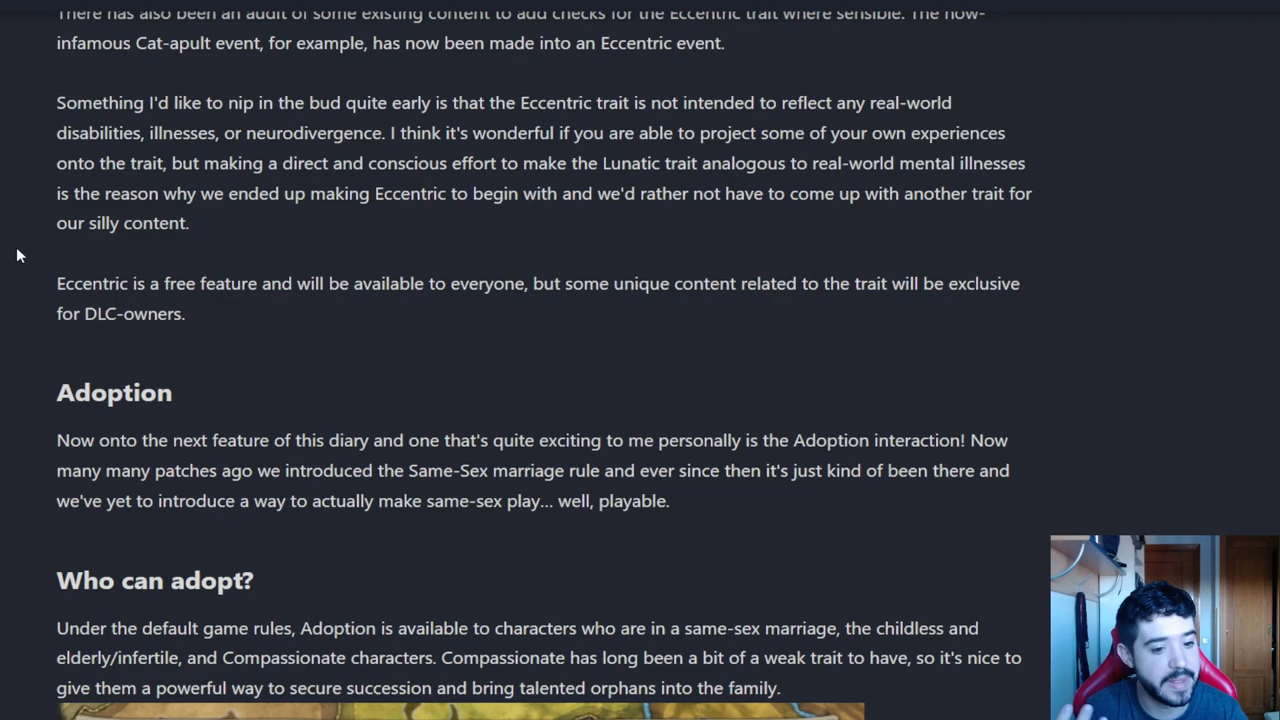 There has also been an audit of some existing content to add checks for the Eccentric trait where sensible. The now-
infamous Cat-apult event, for example, has now been made into an Eccentric event.
Something I'd like to nip in the bud quite early is that the Eccentric trait is not intended to reflect any real-world
disabilities, illnesses, or neurodivergence. I think it's wonderful if you are able to project some of your own experiences
onto the trait, but making a direct and conscious effort to make the Lunatic trait analogous to real-world mental illnesses
is the reason why we ended up making Eccentric to begin with and we'd rather not have to come up with another trait for
our silly content.
Eccentric is a free feature and will be available to everyone, but some unique content related to the trait will be exclusive
for DLC-owners.
Adoption
Now onto the next feature of this diary and one that's quite exciting to me personally is the Adoption interaction! Now
many many patches ago we introduced the Same-Sex marriage rule and ever since then it's just kind of been there and
we've yet to introduce a way to actually make same-sex play... well, playable.
Who can adopt?
Under the default game rules, Adoption is available to characters who are in a same-sex marriage, the childless and
elderly/infertile, and Compassionate characters. Compassionate has long been a bit of a weak trait to have, so it's nice to
give them a powerful way to secure succession and bring talented orphans into the family.